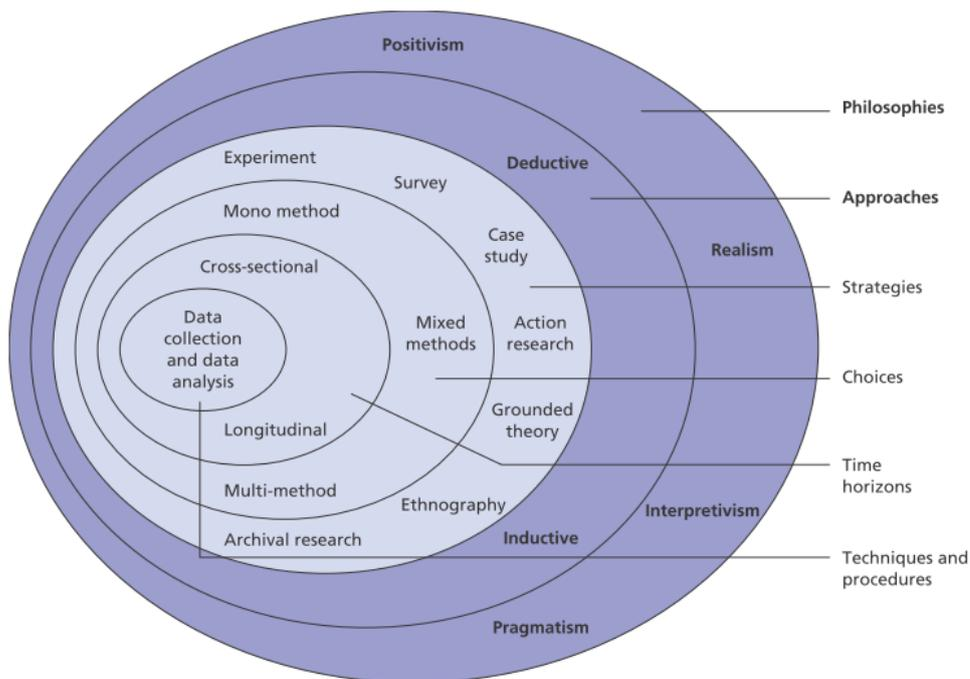 Positivism
Philosophies
Experiment
Deductive
Survey
Approaches
Mono method
Case
study
Realism
Cross-sectional
Strategies
Data
collection
and data
analysis
Mixed
methods
Action
research
Choices
Grounded
theory
Longitudinal
Time
horizons
Multi-method
Ethnography
Interpretivism
Archival research
Inductive
Techniques and
procedures
Pragmatism